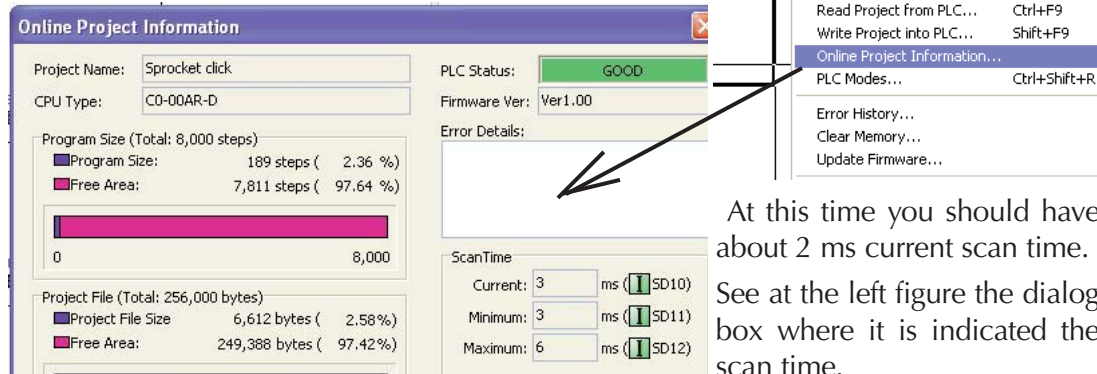 Online Project Information
Project Name: Sprocket click
CPU Type: C0-00AR-D
Program Size (Total: 8,000 steps)
Program Size: 189 steps ( 2.36 %)
Free Area: 7,811 steps ( 97.64 %)
0 8,000
Project File (Total: 256,000 bytes)
Project File Size 6,612 bytes ( 2.58%)
Free Area: 249,388 bytes ( 97.42%)
PLC Status: GOOD
Firmware Ver: Ver1.00
Error Details:
ScanTime
Current: 3 ms ( I SD10)
Minimum: 3 ms ( I SD11)
Maximum: 6 ms ( I SD12)
Read Project from PLC... Ctrl+F9
Write Project into PLC... Shift+F9
Online Project Information...
PLC Modes... Ctrl+Shift+R
Error History...
Clear Memory...
Update Firmware...
At this time you should have
about 2 ms current scan time.
See at the left figure the dialog
box where it is indicated the
scan time.